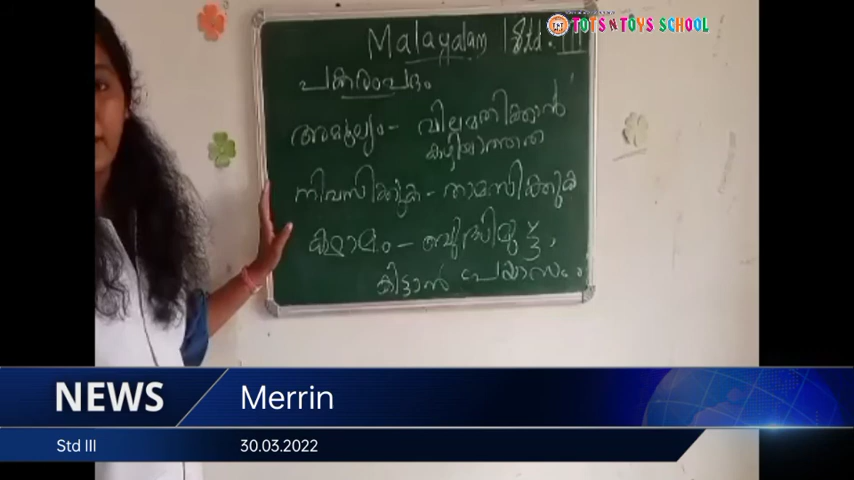 TOTS N TOYS SCHOOL
Malayalam | Std. III
പകരംപദം
അമൂല്യം - വിലമതിക്കാൻ
കഴിയാത്തത്
നിവസിക്കുക - താമസിക്കുക
ക്ഷാമം - ബുദ്ധിമുട്ട്,
കിട്ടാൻ പ്രയാസം
NEWS
Merrin
Std III
30.03.2022